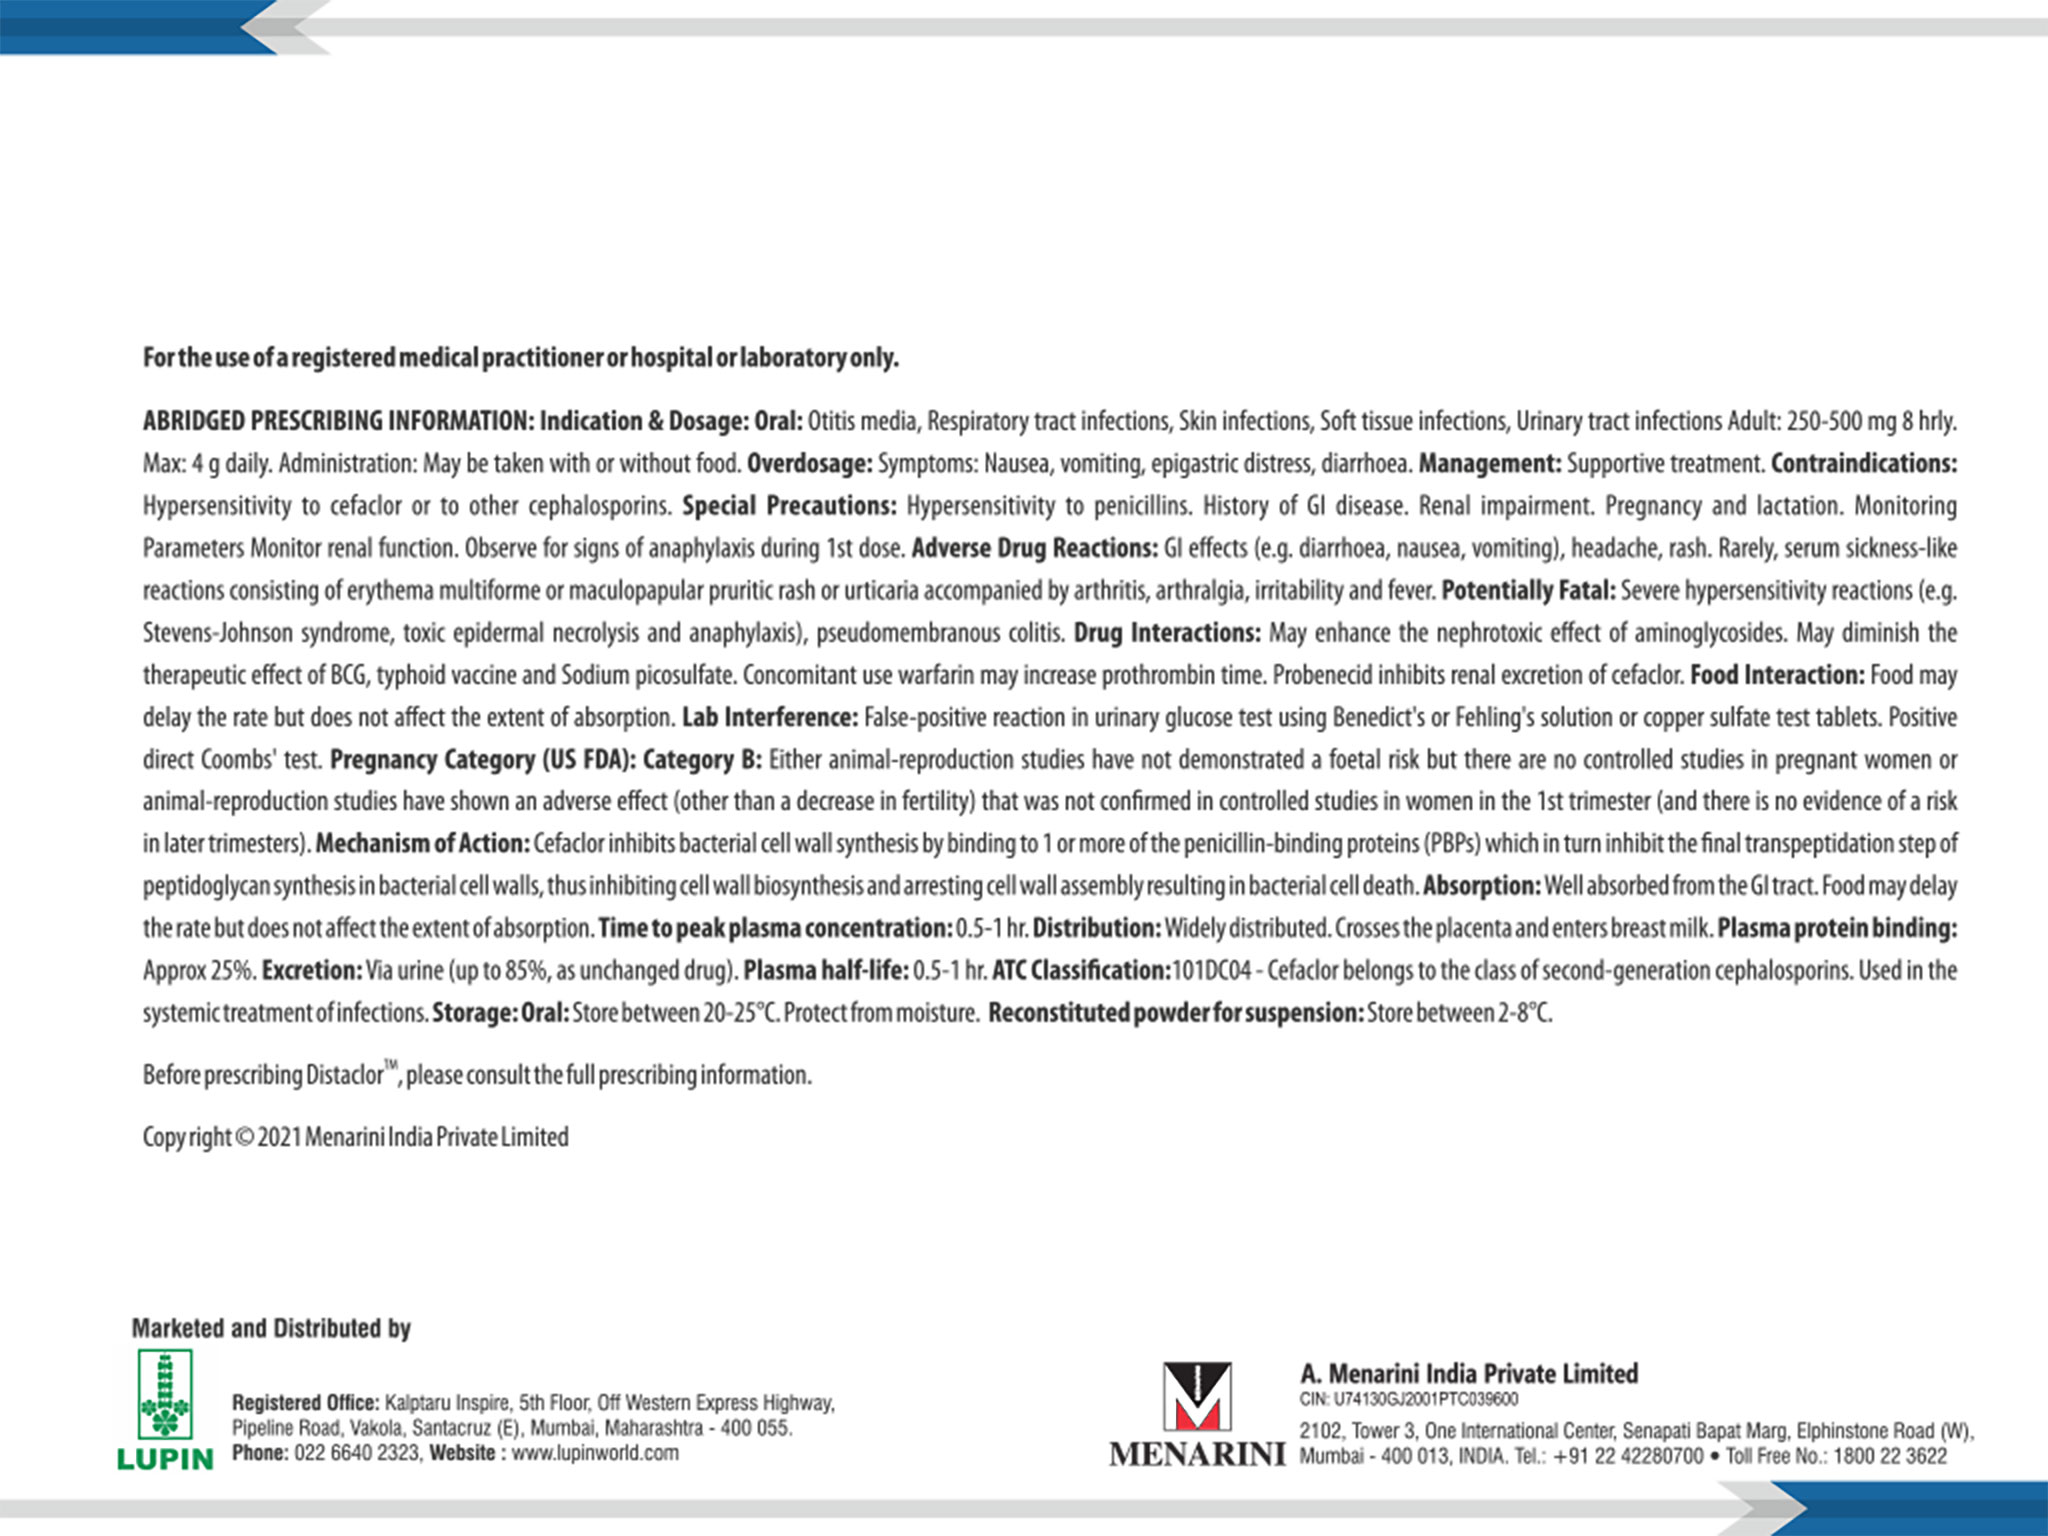 For the use of a registered medical practitioner or hospital or laboratory only.
ABRIDGED PRESCRIBING INFORMATION: Indication & Dosage: Oral: Otitis media, Respiratory tract infections, Skin infections, Soft tissue infections, Urinary tract infections Adult: 250-500 mg 8 hrly.
Max: 4 g daily. Administration: May be taken with or without food. Overdosage: Symptoms: Nausea, vomiting, epigastric distress, diarrhoea. Management: Supportive treatment. Contraindications:
Hypersensitivity to cefaclor or to other cephalosporins. Special Precautions: Hypersensitivity to penicillins. History of GI disease. Renal impairment. Pregnancy and lactation. Monitoring
Parameters Monitor renal function. Observe for signs of anaphylaxis during 1st dose. Adverse Drug Reactions: GI effects (e.g. diarrhoea, nausea, vomiting), headache, rash. Rarely, serum sickness-like
reactions consisting of erythema multiforme or maculopapular pruritic rash or urticaria accompanied by arthritis, arthralgia, irritability and fever. Potentially Fatal: Severe hypersensitivity reactions (e.g.
Stevens-Johnson syndrome, toxic epidermal necrolysis and anaphylaxis), pseudomembranous colitis. Drug Interactions: May enhance the nephrotoxic effect of aminoglycosides. May diminish the
therapeutic effect of BCG, typhoid vaccine and Sodium picosulfate. Concomitant use warfarin may increase prothrombin time. Probenecid inhibits renal excretion of cefaclor. Food Interaction: Food may
delay the rate but does not affect the extent of absorption. Lab Interference: False-positive reaction in urinary glucose test using Benedict's or Fehling's solution or copper sulfate test tablets. Positive
direct Coombs' test. Pregnancy Category (US FDA): Category B: Either animal-reproduction studies have not demonstrated a foetal risk but there are no controlled studies in pregnant women or
animal-reproduction studies have shown an adverse effect (other than a decrease in fertility) that was not confirmed in controlled studies in women in the 1st trimester (and there is no evidence of a risk
in later trimesters). Mechanism of Action: Cefaclor inhibits bacterial cell wall synthesis by binding to 1 or more of the penicillin-binding proteins (PBPs) which in turn inhibit the final transpeptidation step of
peptidoglycan synthesis in bacterial cell walls, thus inhibiting cell wall biosynthesis and arresting cell wall assembly resulting in bacterial cell death. Absorption: Well absorbed from the GI tract. Food may delay
the rate but does not affect the extent of absorption. Time to peak plasma concentration: 0.5-1 hr. Distribution: Widely distributed. Crosses the placenta and enters breast milk. Plasma protein binding:
Approx 25%. Excretion: Via urine (up to 85%, as unchanged drug). Plasma half-life: 0.5-1 hr. ATC Classification:101DC04 - Cefaclor belongs to the class of second-generation cephalosporins. Used in the
systemic treatment of infections. Storage: Oral: Store between 20-25°C. Protect from moisture. Reconstituted powder for suspension: Store between 2-8°C.
Before prescribing Distaclor™, please consult the full prescribing information.
Copyright © 2021 Menarini India Private Limited
Marketed and Distributed by
LUPIN
Registered Office: Kalptaru Inspire, 5th Floor, Off Western Express Highway,
Pipeline Road, Vakola, Santacruz (E), Mumbai, Maharashtra - 400 055.
Phone: 022 6640 2323, Website : www.lupinworld.com
MENARINI
A. Menarini India Private Limited
CIN: U74130GJ2001PTC039600
2102, Tower 3, One International Center, Senapati Bapat Marg, Elphinstone Road (W),
Mumbai - 400 013, INDIA. Tel.: +91 22 42280700 • Toll Free No.: 1800 22 3622